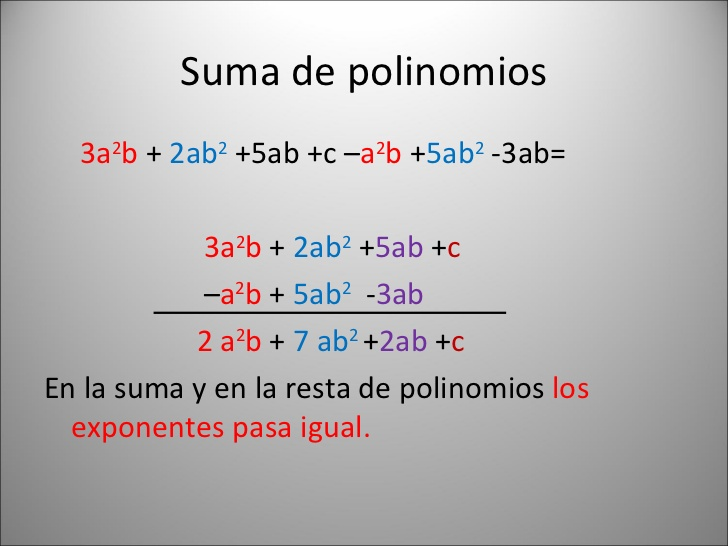 Suma de polinomios
3a²b + 2ab² +5ab +c –a²b +5ab² -3ab=
3a²b + 2ab² +5ab +c
–a²b + 5ab² -3ab
2 a²b + 7 ab² +2ab +c
En la suma y en la resta de polinomios los
exponentes pasa igual.